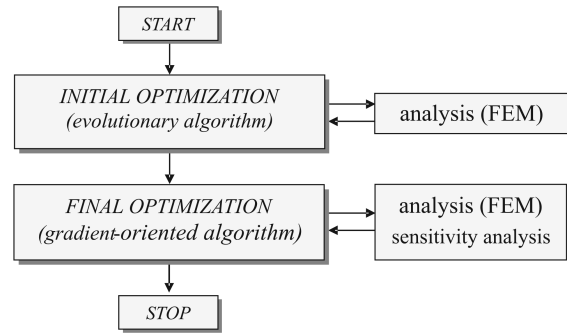 START
INITIAL OPTIMIZATION
(evolutionary algorithm)
analysis (FEM)
FINAL OPTIMIZATION
(gradient-oriented algorithm)
analysis (FEM)
sensitivity analysis
STOP